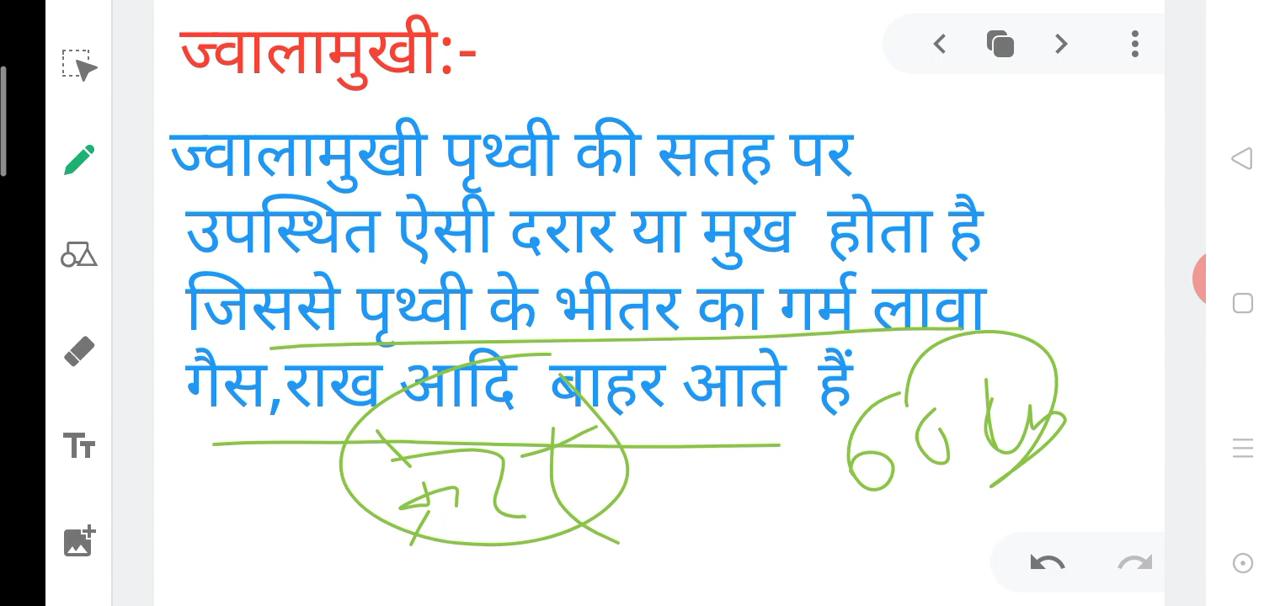 ज्वालामुखी:-
ज्वालामुखी पृथ्वी की सतह पर
उपस्थित ऐसी दरार या मुख होता है
जिससे पृथ्वी के भीतर का गर्म लावा
गैस,राख आदि बाहर आते हैं